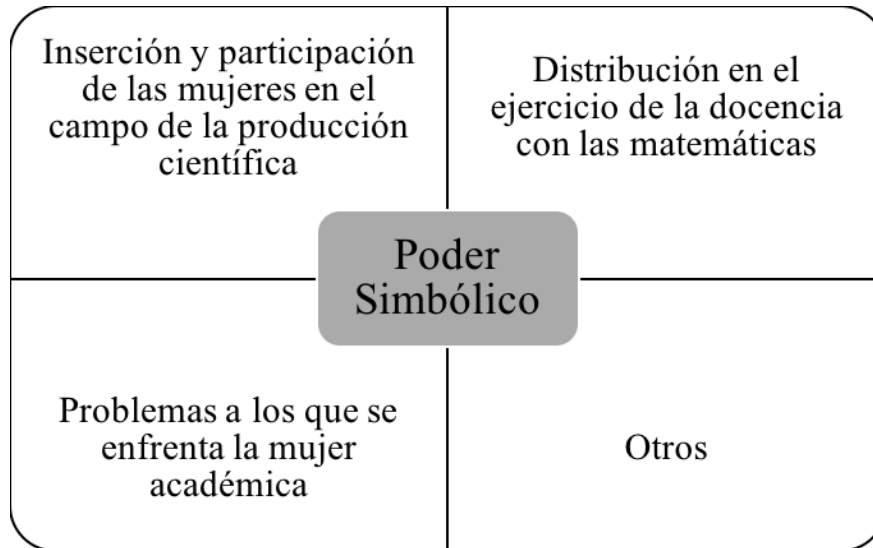 Inserción y participación
de las mujeres en el
campo de la producción
científica
Distribución en el
ejercicio de la docencia
con las matemáticas
Poder
Simbólico
Problemas a los que se
enfrenta la mujer
académica
Otros